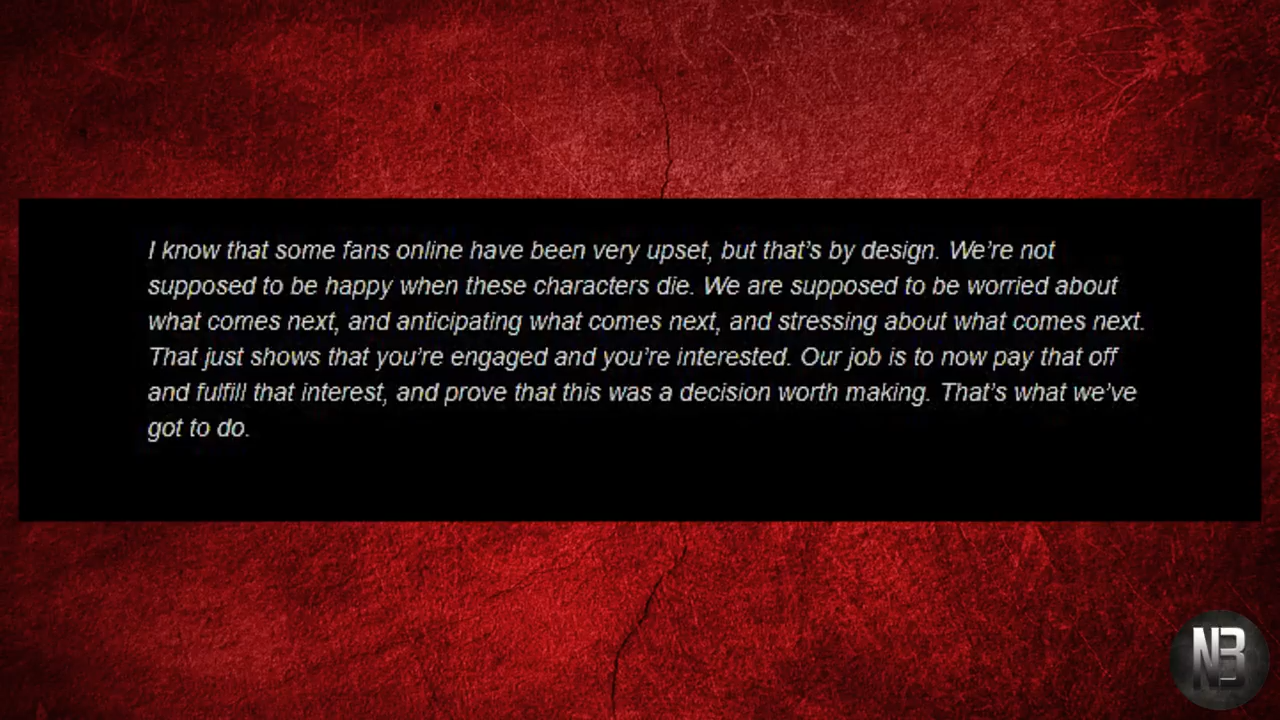 I know that some fans online have been very upset, but that’s by design. We’re not
supposed to be happy when these characters die. We are supposed to be worried about
what comes next, and anticipating what comes next, and stressing about what comes next.
That just shows that you’re engaged and you’re interested. Our job is to now pay that off
and fulfill that interest, and prove that this was a decision worth making. That’s what we’ve
got to do.
NB